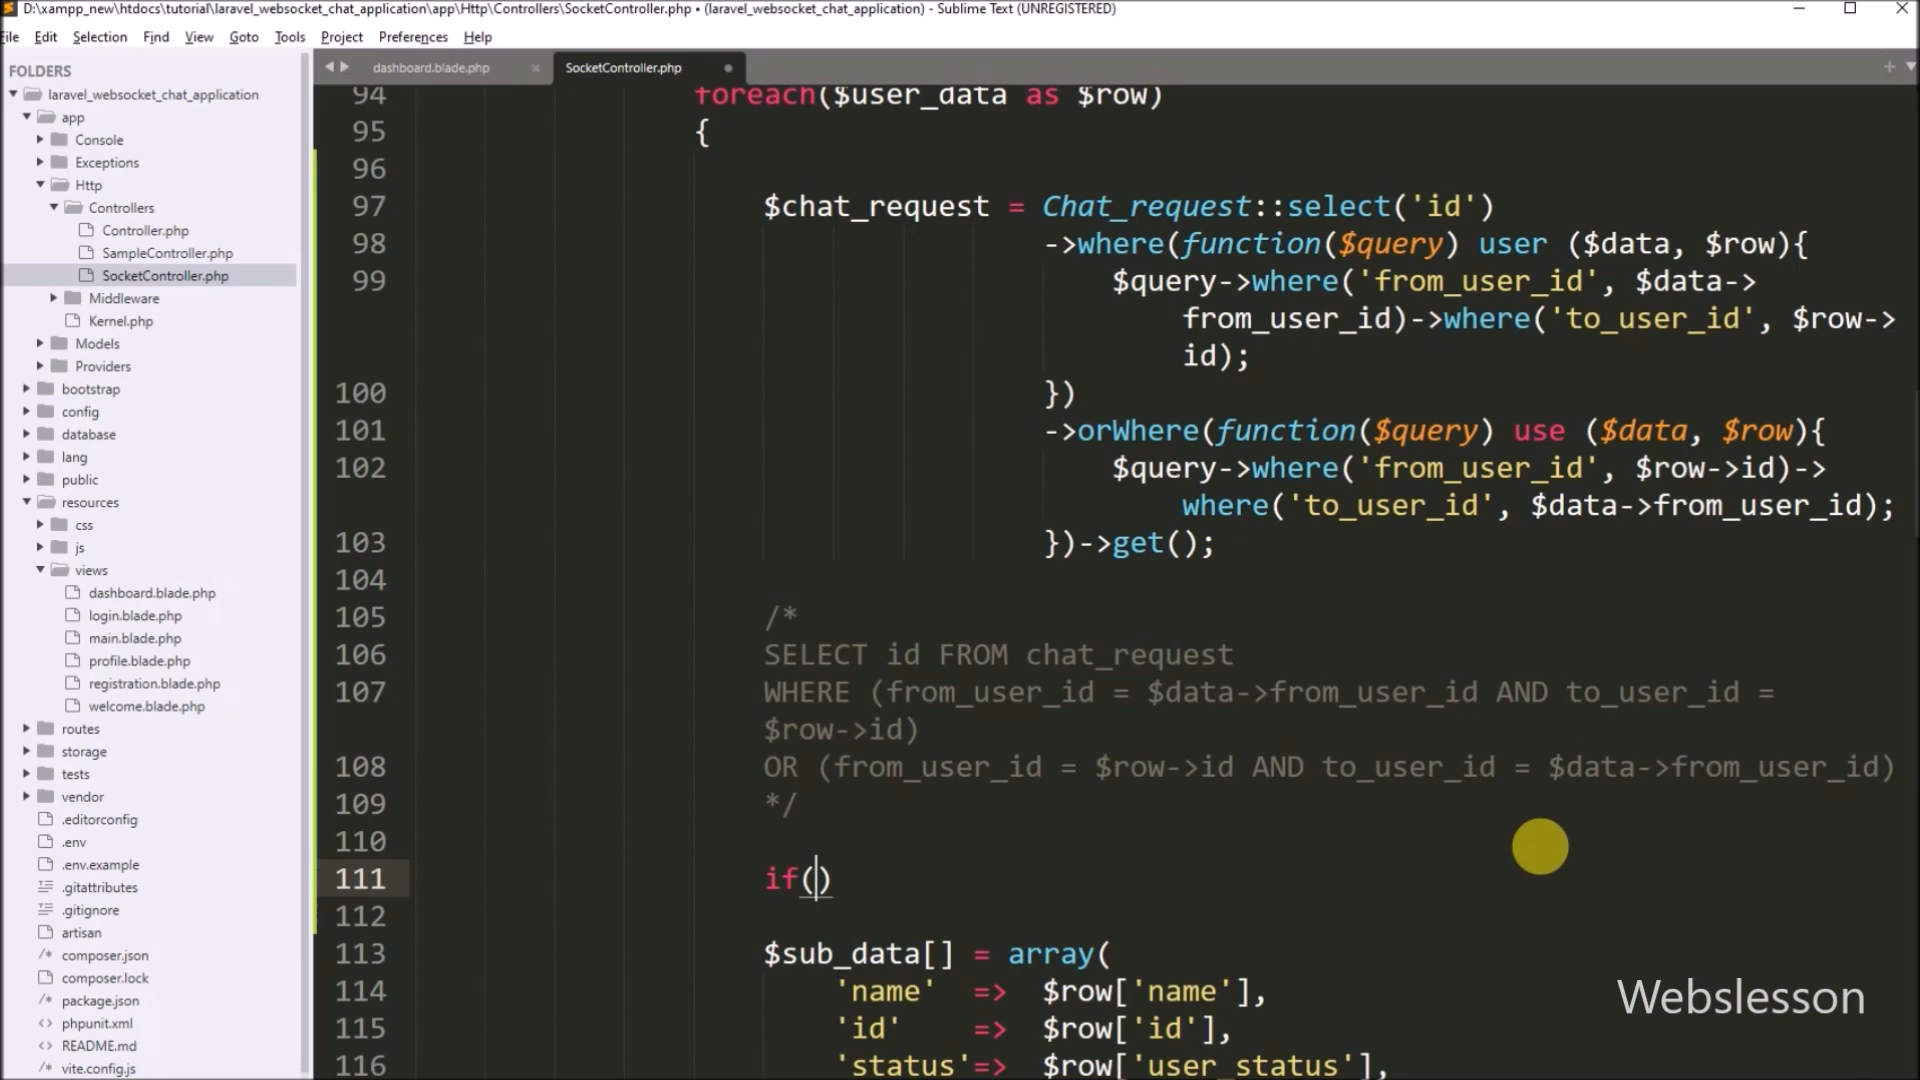 D:\xampp_new\htdocs\tutorial\laravel_websocket_chat_application\app\Http\Controllers\SocketController.php • (laravel_websocket_chat_application) - Sublime Text (UNREGISTERED)
ile Edit Selection Find View Goto Tools Project Preferences Help
FOLDERS
laravel_websocket_chat_application
app
Console
Exceptions
Http
Controllers
Controller.php
SampleController.php
SocketController.php
Middleware
Kernel.php
Models
Providers
bootstrap
config
database
lang
public
resources
css
js
views
dashboard.blade.php
login.blade.php
main.blade.php
profile.blade.php
registration.blade.php
welcome.blade.php
routes
storage
tests
vendor
.editorconfig
.env
.env.example
.gitattributes
.gitignore
artisan
composer.json
composer.lock
package.json
phpunit.xml
README.md
vite.config.js
dashboard.blade.php × SocketController.php •
94 foreach($user_data as $row)
95 {
96
97 $chat_request = Chat_request::select('id')
98 ->where(function($query) user ($data, $row){
99 $query->where('from_user_id', $data->
from_user_id)->where('to_user_id', $row->
id);
100 })
101 ->orWhere(function($query) use ($data, $row){
102 $query->where('from_user_id', $row->id)->
where('to_user_id', $data->from_user_id);
103 })->get();
104
105 /*
106 SELECT id FROM chat_request
107 WHERE (from_user_id = $data->from_user_id AND to_user_id =
$row->id)
108 OR (from_user_id = $row->id AND to_user_id = $data->from_user_id)
109 */
110
111 if()
112
113 $sub_data[] = array(
114 'name' => $row['name'],
115 'id' => $row['id'],
116 'status'=> $row['user_status'],
Webslesson